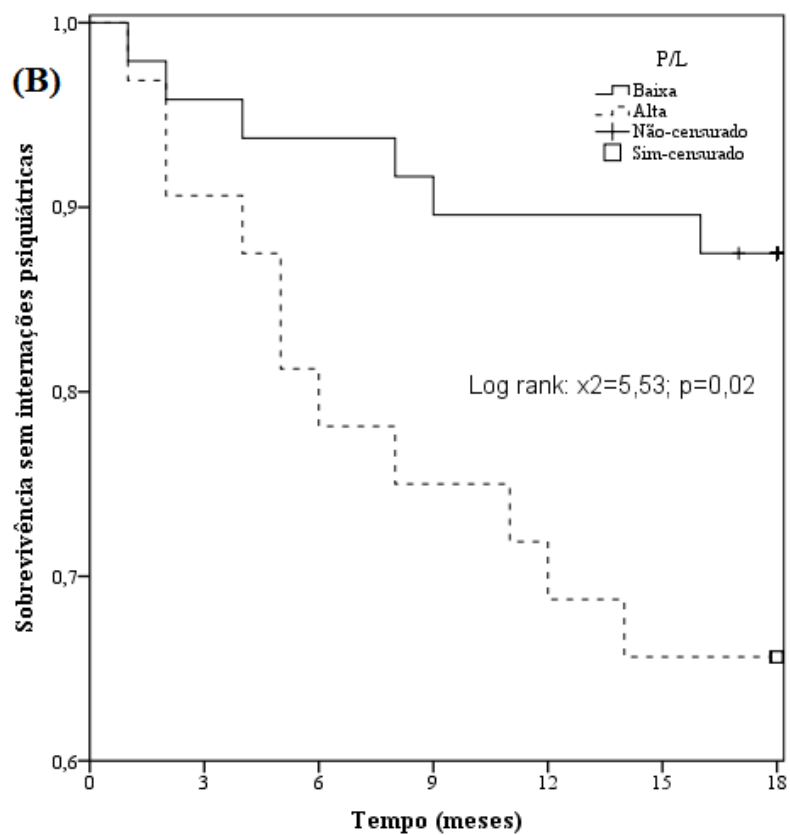 (B)
Sobrevivência sem internações psiquiátricas
1,0
0,9
0,8
0,7
0,6
P/L
Baixa
Alta
Não-censurado
Sim-censurado
Log rank: x2=5,53; p=0,02
0 3 6 9 12 15 18
Tempo (meses)